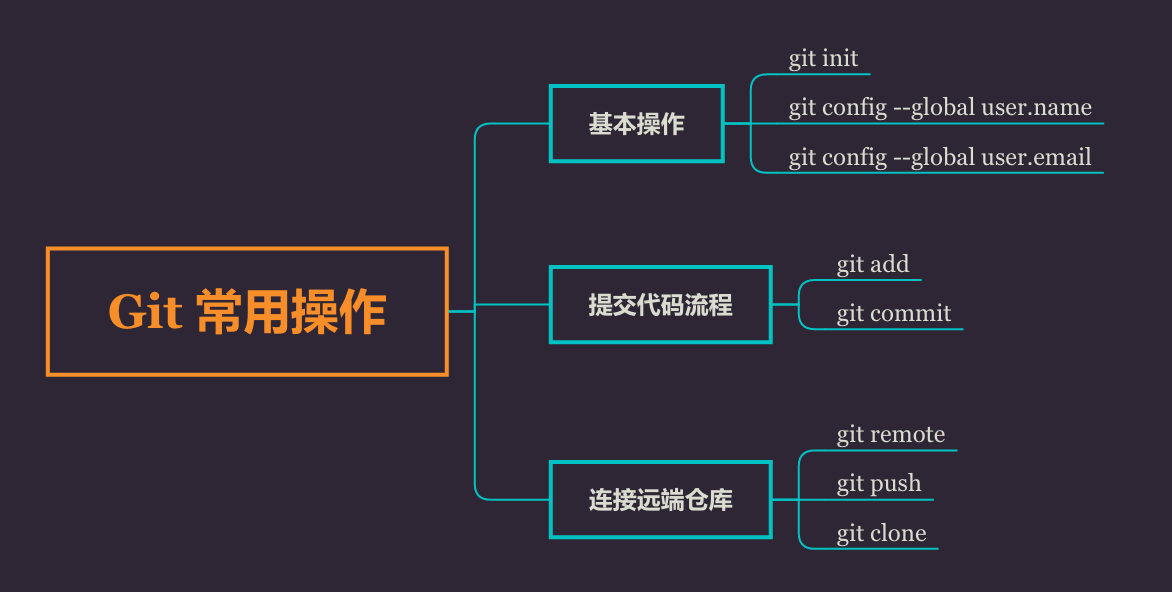 Git 常用操作
基本操作
git init
git config --global user.name
git config --global user.email
提交代码流程
git add
git commit
连接远端仓库
git remote
git push
git clone